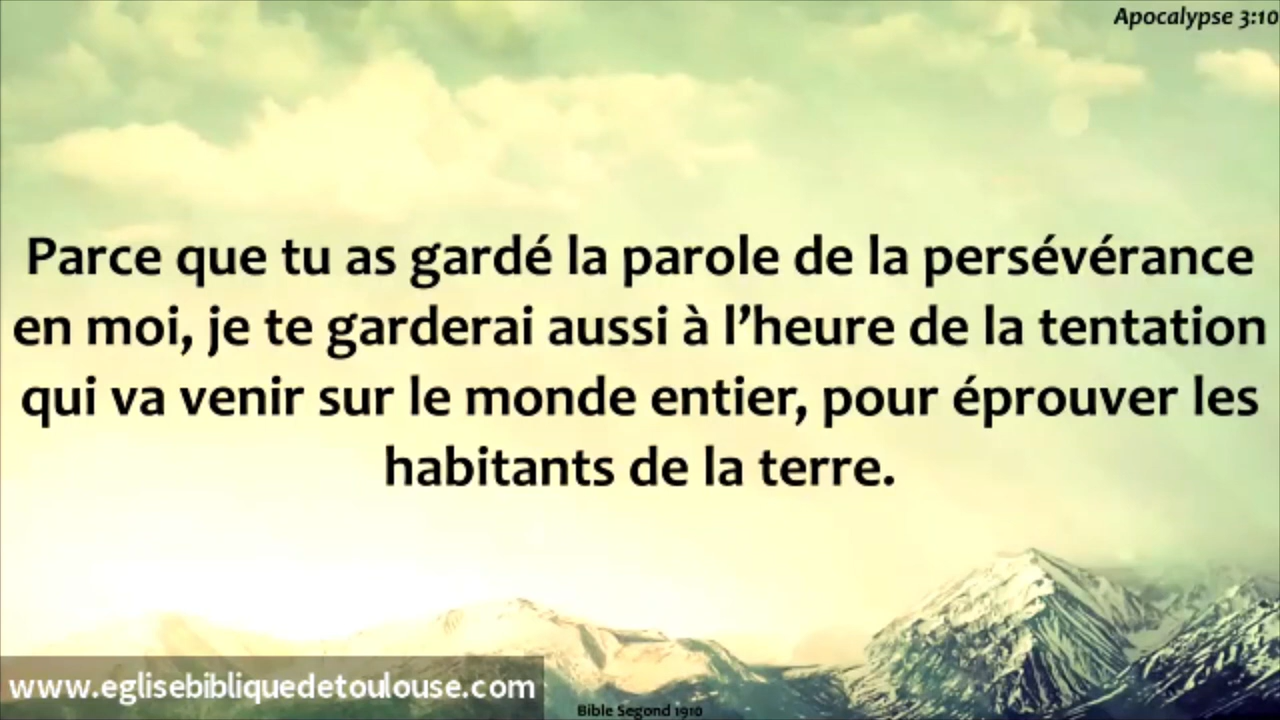 Apocalypse 3:10
Parce que tu as gardé la parole de la persévérance
en moi, je te garderai aussi à l’heure de la tentation
qui va venir sur le monde entier, pour éprouver les
habitants de la terre.
www.eglisebibliquedetoulouse.com
Bible Segond 1910